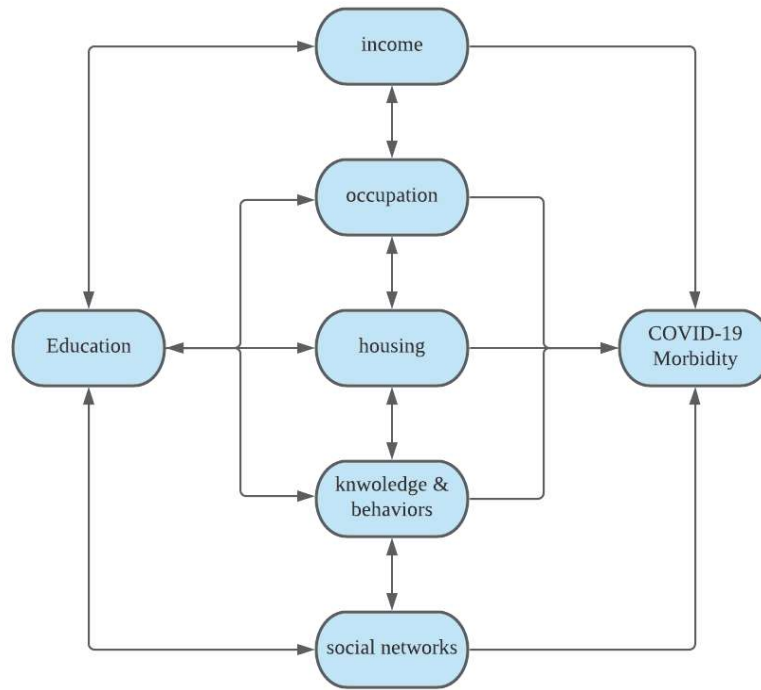 income
occupation
Education
housing
COVID-19
Morbidity
knwoledge &
behaviors
social networks